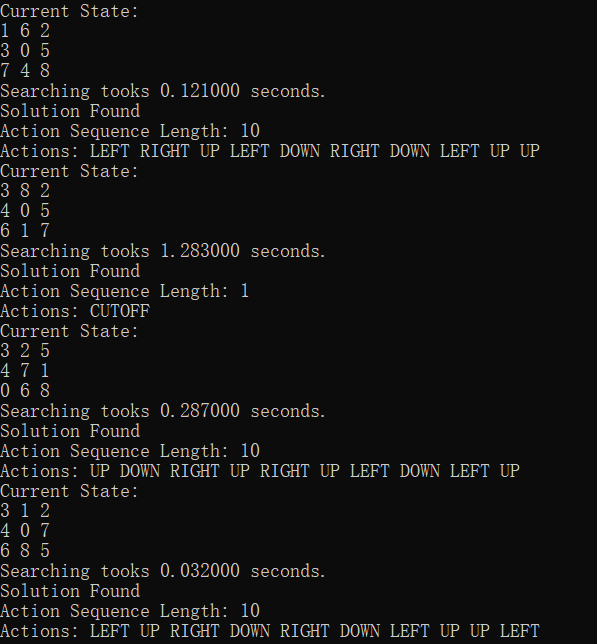 Current State:
1 6 2
3 0 5
7 4 8
Searching tooks 0.121000 seconds.
Solution Found
Action Sequence Length: 10
Actions: LEFT RIGHT UP LEFT DOWN RIGHT DOWN LEFT UP UP
Current State:
3 8 2
4 0 5
6 1 7
Searching tooks 1.283000 seconds.
Solution Found
Action Sequence Length: 1
Actions: CUTOFF
Current State:
3 2 5
4 7 1
0 6 8
Searching tooks 0.287000 seconds.
Solution Found
Action Sequence Length: 10
Actions: UP DOWN RIGHT UP RIGHT UP LEFT DOWN LEFT UP
Current State:
3 1 2
4 0 7
6 8 5
Searching tooks 0.032000 seconds.
Solution Found
Action Sequence Length: 10
Actions: LEFT UP RIGHT DOWN RIGHT DOWN LEFT UP UP LEFT